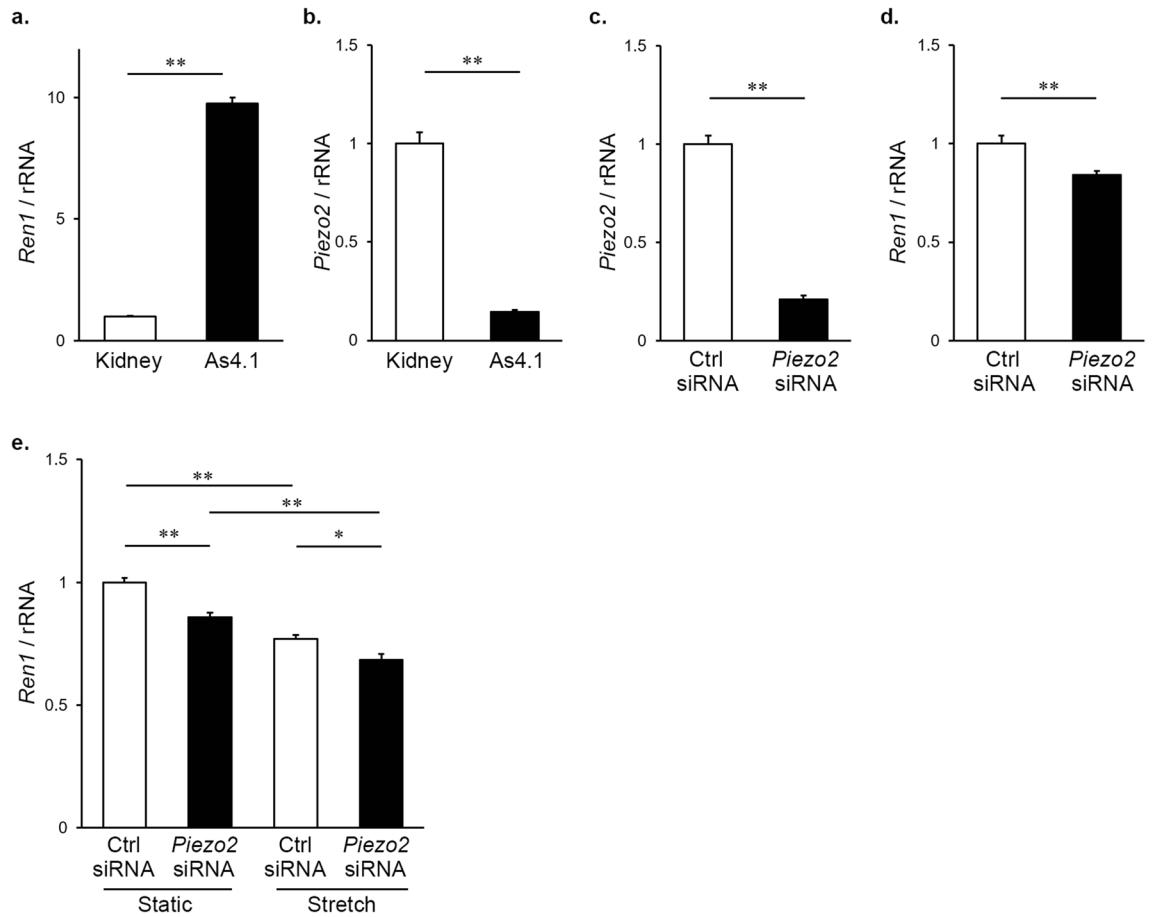 a.
Ren1 / rRNA
10
5
0
**
Kidney As4.1
b.
Piezo2 / rRNA
1.5
1
0.5
0
**
Kidney As4.1
c.
Piezo2 / rRNA
1.5
1
0.5
0
**
Ctrl Piezo2
siRNA siRNA
d.
Ren1 / rRNA
1.5
1
0.5
0
**
Ctrl Piezo2
siRNA siRNA
e.
Ren1 / rRNA
1.5
1
0.5
0
**
**
** *
Ctrl Piezo2 Ctrl Piezo2
siRNA siRNA siRNA siRNA
Static Stretch